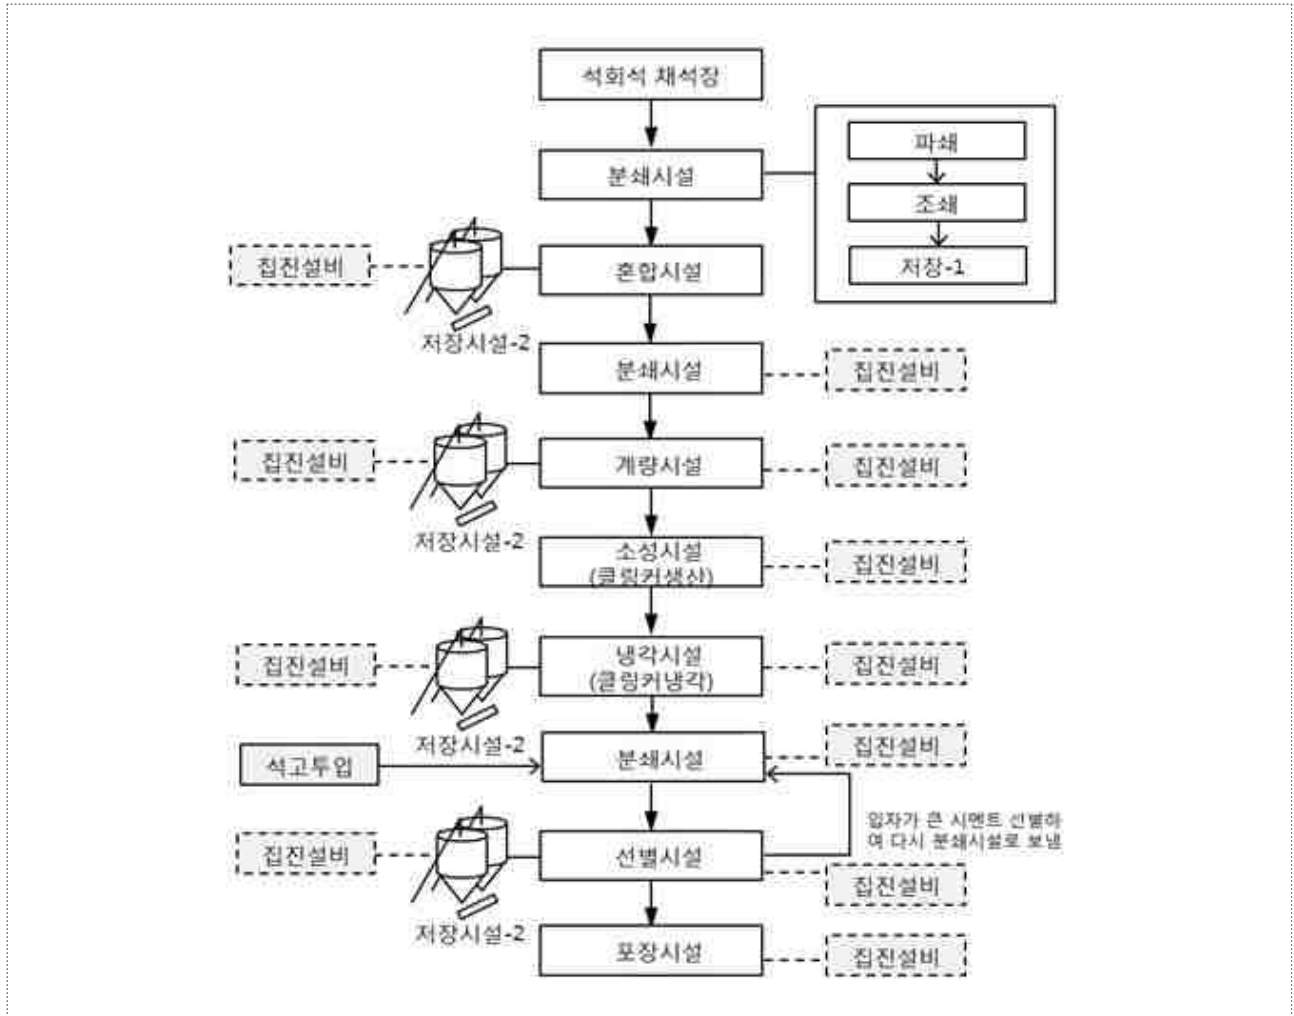 석회석 채석장
분쇄시설
파쇄
조쇄
저장-1
집진설비
혼합시설
저장시설-2
분쇄시설
집진설비
집진설비
계량시설
집진설비
저장시설-2
소성시설
(클링커생산)
집진설비
집진설비
냉각시설
(클링커냉각)
집진설비
저장시설-2
석고투입
분쇄시설
집진설비
입자가 큰 시멘트 선별하
여 다시 분쇄시설로 보냄
집진설비
선별시설
집진설비
저장시설-2
포장시설
집진설비